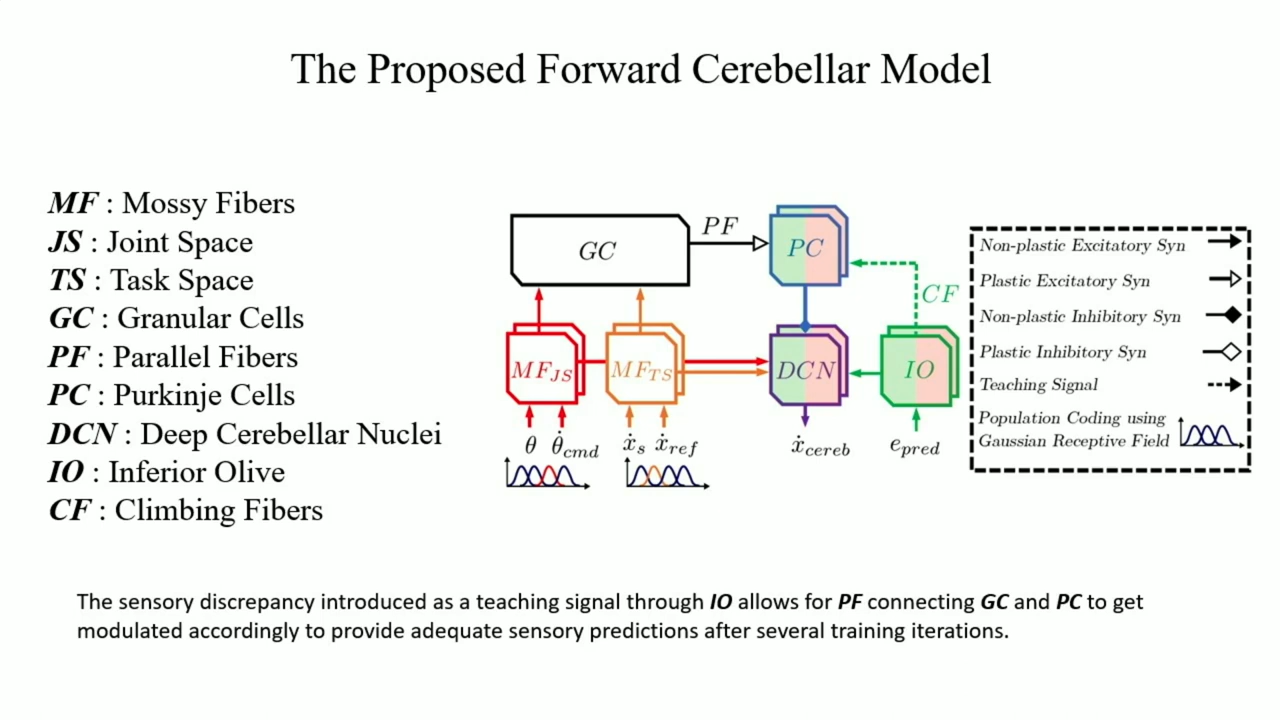 The Proposed Forward Cerebellar Model
MF : Mossy Fibers
JS : Joint Space
TS : Task Space
GC : Granular Cells
PF : Parallel Fibers
PC : Purkinje Cells
DCN : Deep Cerebellar Nuclei
IO : Inferior Olive
CF : Climbing Fibers
GC
PF
PC
CF
MF_JS
MF_TS
DCN
IO
θ θ̇_cmd
ẋ_s ẋ_ref
ẋ_cereb
e_pred
Non-plastic Excitatory Syn
Plastic Excitatory Syn
Non-plastic Inhibitory Syn
Plastic Inhibitory Syn
Teaching Signal
Population Coding using
Gaussian Receptive Field
The sensory discrepancy introduced as a teaching signal through IO allows for PF connecting GC and PC to get
modulated accordingly to provide adequate sensory predictions after several training iterations.